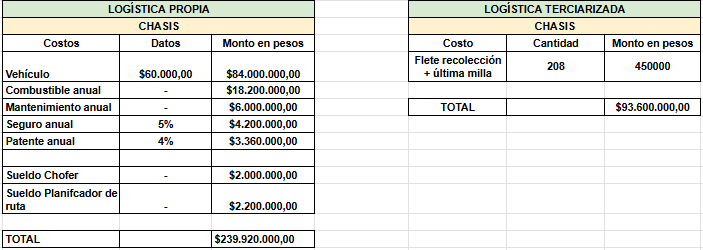 LOGÍSTICA PROPIA
CHASIS
Costos Datos Monto en pesos
Vehículo $60.000,00 $84.000.000,00
Combustible anual - $18.200.000,00
Mantenimiento anual - $6.000.000,00
Seguro anual 5% $4.200.000,00
Patente anual 4% $3.360.000,00
Sueldo Chofer - $2.000.000,00
Sueldo Planifcador de
ruta - $2.200.000,00
TOTAL $239.920.000,00
LOGÍSTICA TERCIARIZADA
CHASIS
Costo Cantidad Monto en pesos
Flete recolección
+ última milla 208 450000
TOTAL $93.600.000,00